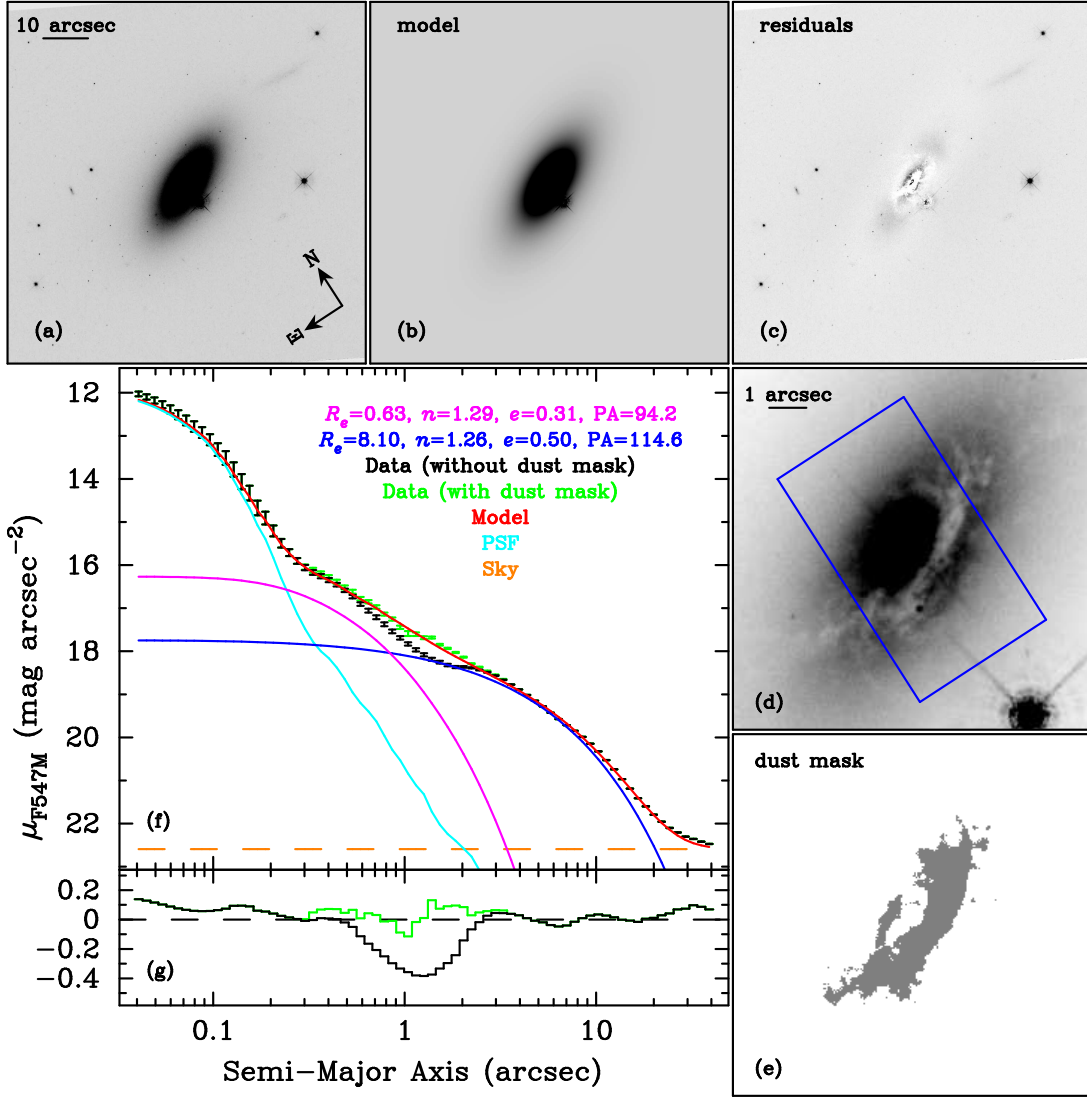 10 arcsec
N
E
(a)
model
(b)
residuals
(c)
R_e=0.63, n=1.29, e=0.31, PA=94.2
R_e=8.10, n=1.26, e=0.50, PA=114.6
Data (without dust mask)
Data (with dust mask)
Model
PSF
Sky
12
14
16
18
20
22
μ_F547M (mag arcsec^−2)
(f)
1 arcsec
(d)
0.2
0
−0.2
−0.4
(g)
0.1
1
10
Semi−Major Axis (arcsec)
dust mask
(e)